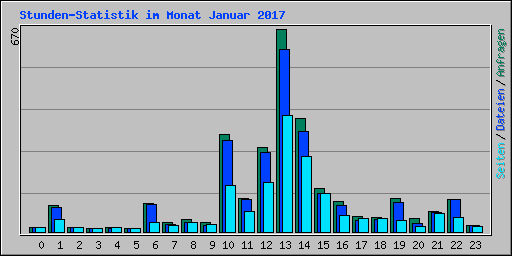 Stunden-Statistik im Monat Januar 2017
670
Seiten / Dateien / Anfragen
0 1 2 3 4 5 6 7 8 9 10 11 12 13 14 15 16 17 18 19 20 21 22 23